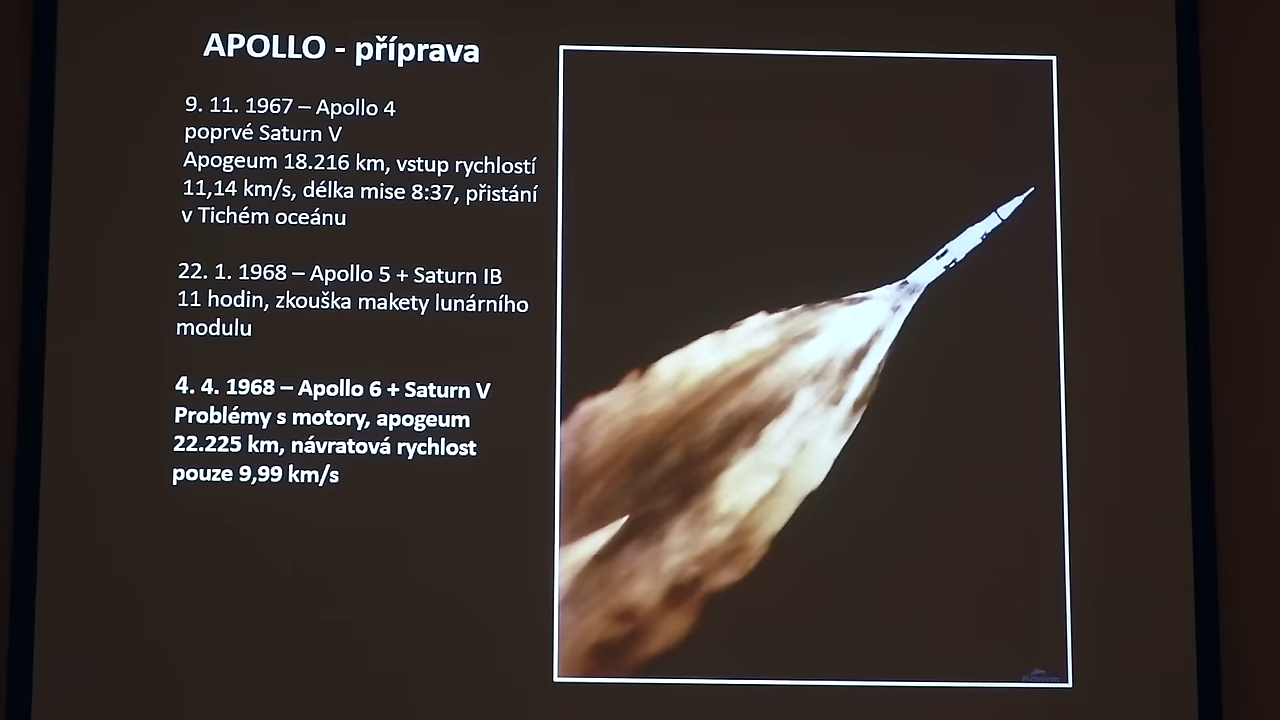 APOLLO - příprava
9. 11. 1967 – Apollo 4
poprvé Saturn V
Apogeum 18.216 km, vstup rychlostí
11,14 km/s, délka mise 8:37, přistání
v Tichém oceánu
22. 1. 1968 – Apollo 5 + Saturn IB
11 hodin, zkouška makety lunárního
modulu
4. 4. 1968 – Apollo 6 + Saturn V
Problémy s motory, apogeum
22.225 km, návratová rychlost
pouze 9,99 km/s